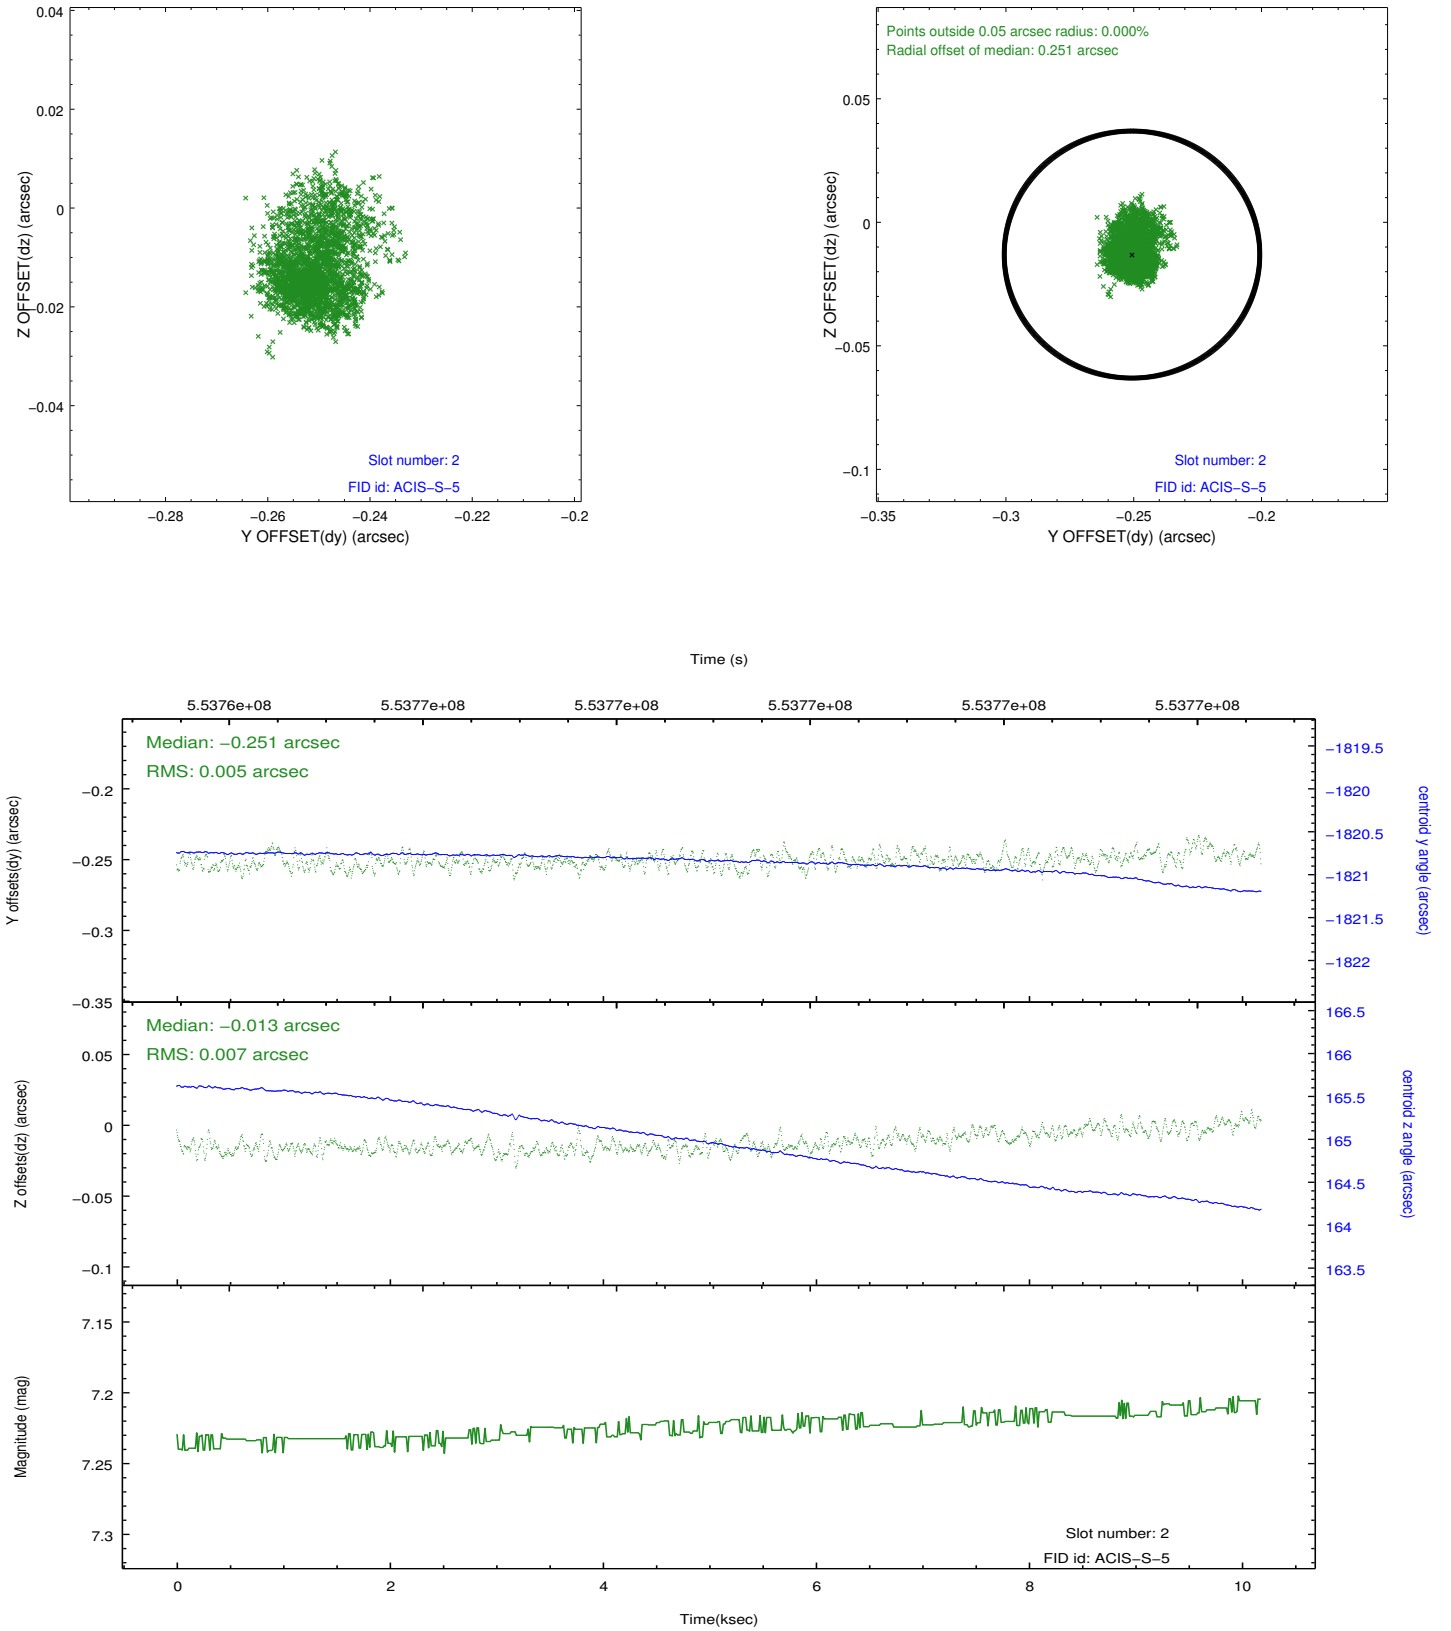 0.04
0.02
0
−0.02
−0.04
Z OFFSET(dz) (arcsec)
Slot number: 2
FID id: ACIS−S−5
−0.28
−0.26
−0.24
−0.22
−0.2
Y OFFSET(dy) (arcsec)
Points outside 0.05 arcsec radius: 0.000%
Radial offset of median: 0.251 arcsec
0.05
0
−0.05
−0.1
Z OFFSET(dz) (arcsec)
Slot number: 2
FID id: ACIS−S−5
−0.35
−0.3
−0.25
−0.2
Y OFFSET(dy) (arcsec)
Time (s)
5.5376e+08
5.5377e+08
5.5377e+08
5.5377e+08
5.5377e+08
5.5377e+08
Median: −0.251 arcsec
RMS: 0.005 arcsec
−0.2
−0.25
−0.3
−0.35
Y offsets(dy) (arcsec)
−1819.5
−1820
−1820.5
−1821
−1821.5
−1822
centroid y angle (arcsec)
Median: −0.013 arcsec
RMS: 0.007 arcsec
0.05
0
−0.05
−0.1
Z offsets(dz) (arcsec)
166.5
166
165.5
165
164.5
164
163.5
centroid z angle (arcsec)
7.15
7.2
7.25
7.3
Magnitude (mag)
Slot number: 2
FID id: ACIS−S−5
0
2
4
6
8
10
Time(ksec)